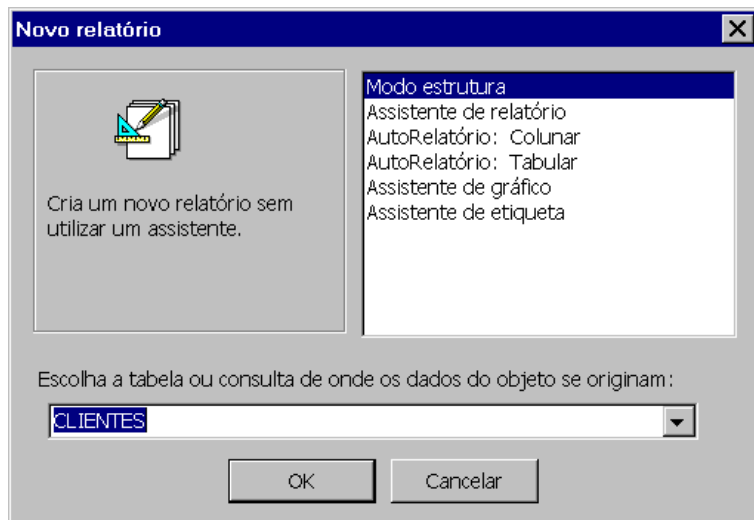 Novo relatório
Cria um novo relatório sem
utilizar um assistente.
Modo estrutura
Assistente de relatório
AutoRelatório: Colunar
AutoRelatório: Tabular
Assistente de gráfico
Assistente de etiqueta
Escolha a tabela ou consulta de onde os dados do objeto se originam:
CLIENTES
OK
Cancelar